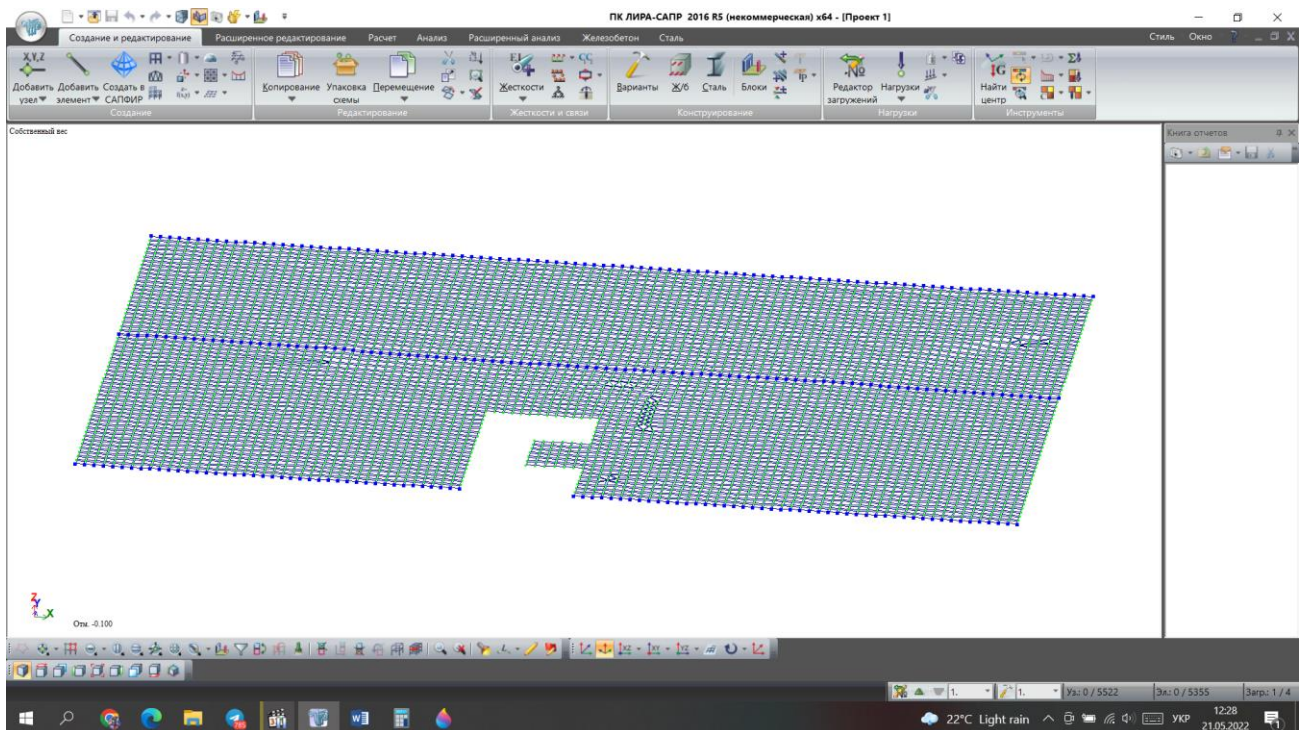 ПК ЛИРА-САПР 2016 R5 (некоммерческая) x64 - [Проект 1]
Создание и редактирование Расширенное редактирование Расчет Анализ Расширенный анализ Железобетон Сталь Стиль Окно ?
X,Y,Z
Добавить узел Добавить элемент Создать в САПФИР Копирование Упаковка схемы Перемещение Жесткости Варианты Ж/б Сталь Блоки Редактор загружений Нагрузки Найти центр
Создание Редактирование Жесткости и связи Конструирование Нагрузки Инструменты
Собственный вес
Книга отчетов
Z
Y
X
Отм. -0.100
1. 1. Уз.: 0 / 5522 Эл.: 0 / 5355 Загр.: 1 / 4
22°C Light rain УКР 12:28
21.05.2022